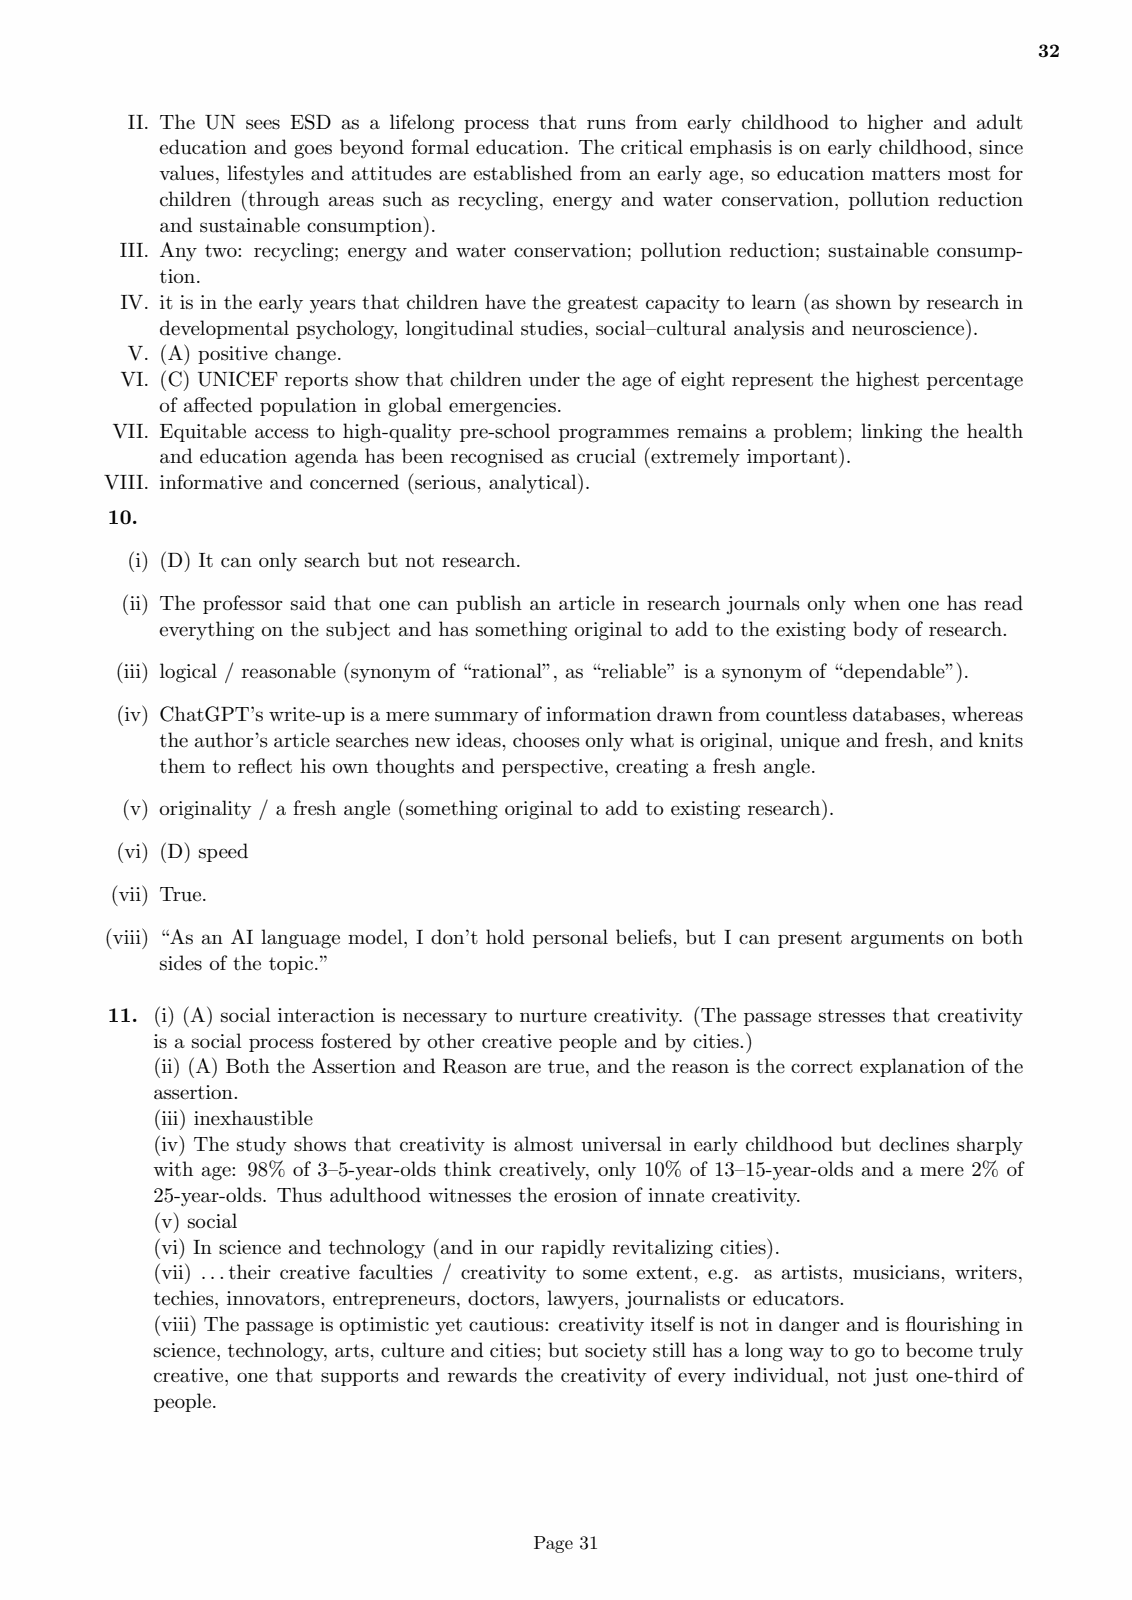 32
II. The UN sees ESD as a lifelong process that runs from early childhood to higher and adult
education and goes beyond formal education. The critical emphasis is on early childhood, since
values, lifestyles and attitudes are established from an early age, so education matters most for
children (through areas such as recycling, energy and water conservation, pollution reduction
and sustainable consumption).
III. Any two: recycling; energy and water conservation; pollution reduction; sustainable consump-
tion.
IV. it is in the early years that children have the greatest capacity to learn (as shown by research in
developmental psychology, longitudinal studies, social–cultural analysis and neuroscience).
V. (A) positive change.
VI. (C) UNICEF reports show that children under the age of eight represent the highest percentage
of affected population in global emergencies.
VII. Equitable access to high-quality pre-school programmes remains a problem; linking the health
and education agenda has been recognised as crucial (extremely important).
VIII. informative and concerned (serious, analytical).
10.
(i) (D) It can only search but not research.
(ii) The professor said that one can publish an article in research journals only when one has read
everything on the subject and has something original to add to the existing body of research.
(iii) logical / reasonable (synonym of “rational”, as “reliable” is a synonym of “dependable”).
(iv) ChatGPT’s write-up is a mere summary of information drawn from countless databases, whereas
the author’s article searches new ideas, chooses only what is original, unique and fresh, and knits
them to reflect his own thoughts and perspective, creating a fresh angle.
(v) originality / a fresh angle (something original to add to existing research).
(vi) (D) speed
(vii) True.
(viii) “As an AI language model, I don’t hold personal beliefs, but I can present arguments on both
sides of the topic.”
11. (i) (A) social interaction is necessary to nurture creativity. (The passage stresses that creativity
is a social process fostered by other creative people and by cities.)
(ii) (A) Both the Assertion and Reason are true, and the reason is the correct explanation of the
assertion.
(iii) inexhaustible
(iv) The study shows that creativity is almost universal in early childhood but declines sharply
with age: 98% of 3–5-year-olds think creatively, only 10% of 13–15-year-olds and a mere 2% of
25-year-olds. Thus adulthood witnesses the erosion of innate creativity.
(v) social
(vi) In science and technology (and in our rapidly revitalizing cities).
(vii) ...their creative faculties / creativity to some extent, e.g. as artists, musicians, writers,
techies, innovators, entrepreneurs, doctors, lawyers, journalists or educators.
(viii) The passage is optimistic yet cautious: creativity itself is not in danger and is flourishing in
science, technology, arts, culture and cities; but society still has a long way to go to become truly
creative, one that supports and rewards the creativity of every individual, not just one-third of
people.
Page 31